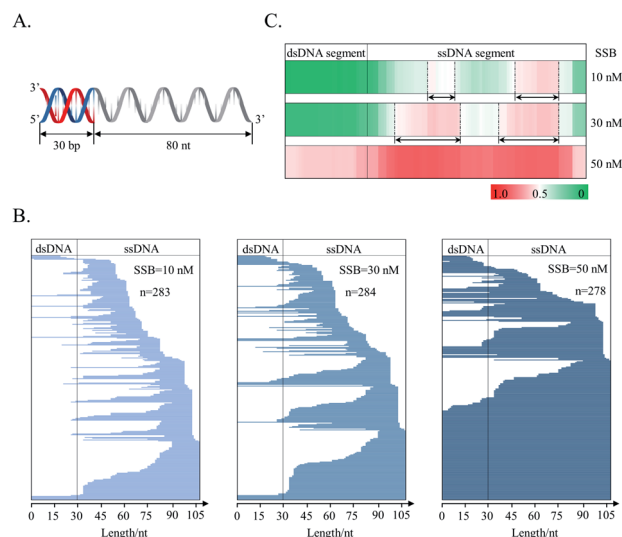 A.
3’
5’
3’
30 bp
80 nt
C.
dsDNA segment
ssDNA segment
SSB
10 nM
30 nM
50 nM
1.0
0.5
0
B.
dsDNA
ssDNA
SSB=10 nM
n=283
0 15 30 45 60 75 90 105
Length/nt
dsDNA
ssDNA
SSB=30 nM
n=284
0 15 30 45 60 75 90 105
Length/nt
dsDNA
ssDNA
SSB=50 nM
n=278
0 15 30 45 60 75 90 105
Length/nt